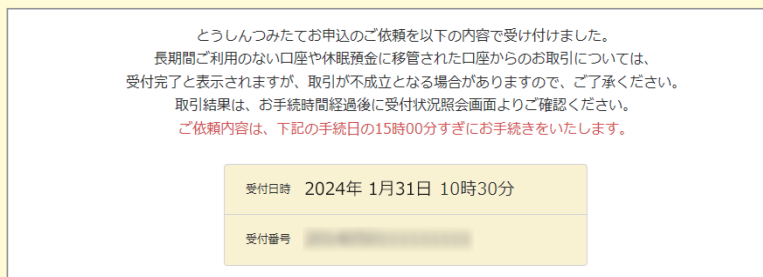 とうしんつみたてお申込のご依頼を以下の内容で受け付けました。
長期間ご利用のない口座や休眠預金に移管された口座からのお取引については、
受付完了と表示されますが、取引が不成立となる場合がありますので、ご了承ください。
取引結果は、お手続時間経過後に受付状況照会画面よりご確認ください。
ご依頼内容は、下記の手続日の15時00分すぎにお手続きをいたします。
受付日時 2024年 1月31日 10時30分
受付番号